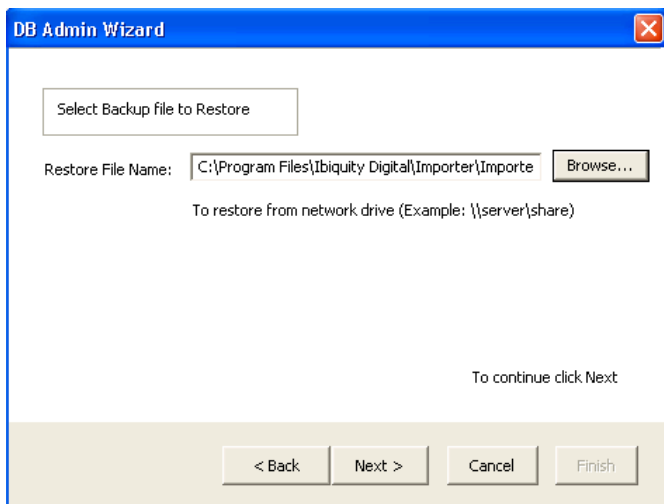 DB Admin Wizard
Select Backup file to Restore
Restore File Name: C:\Program Files\Ibiquity Digital\Importer\Importe Browse...
To restore from network drive (Example: \\server\share)
To continue click Next
< Back Next > Cancel Finish